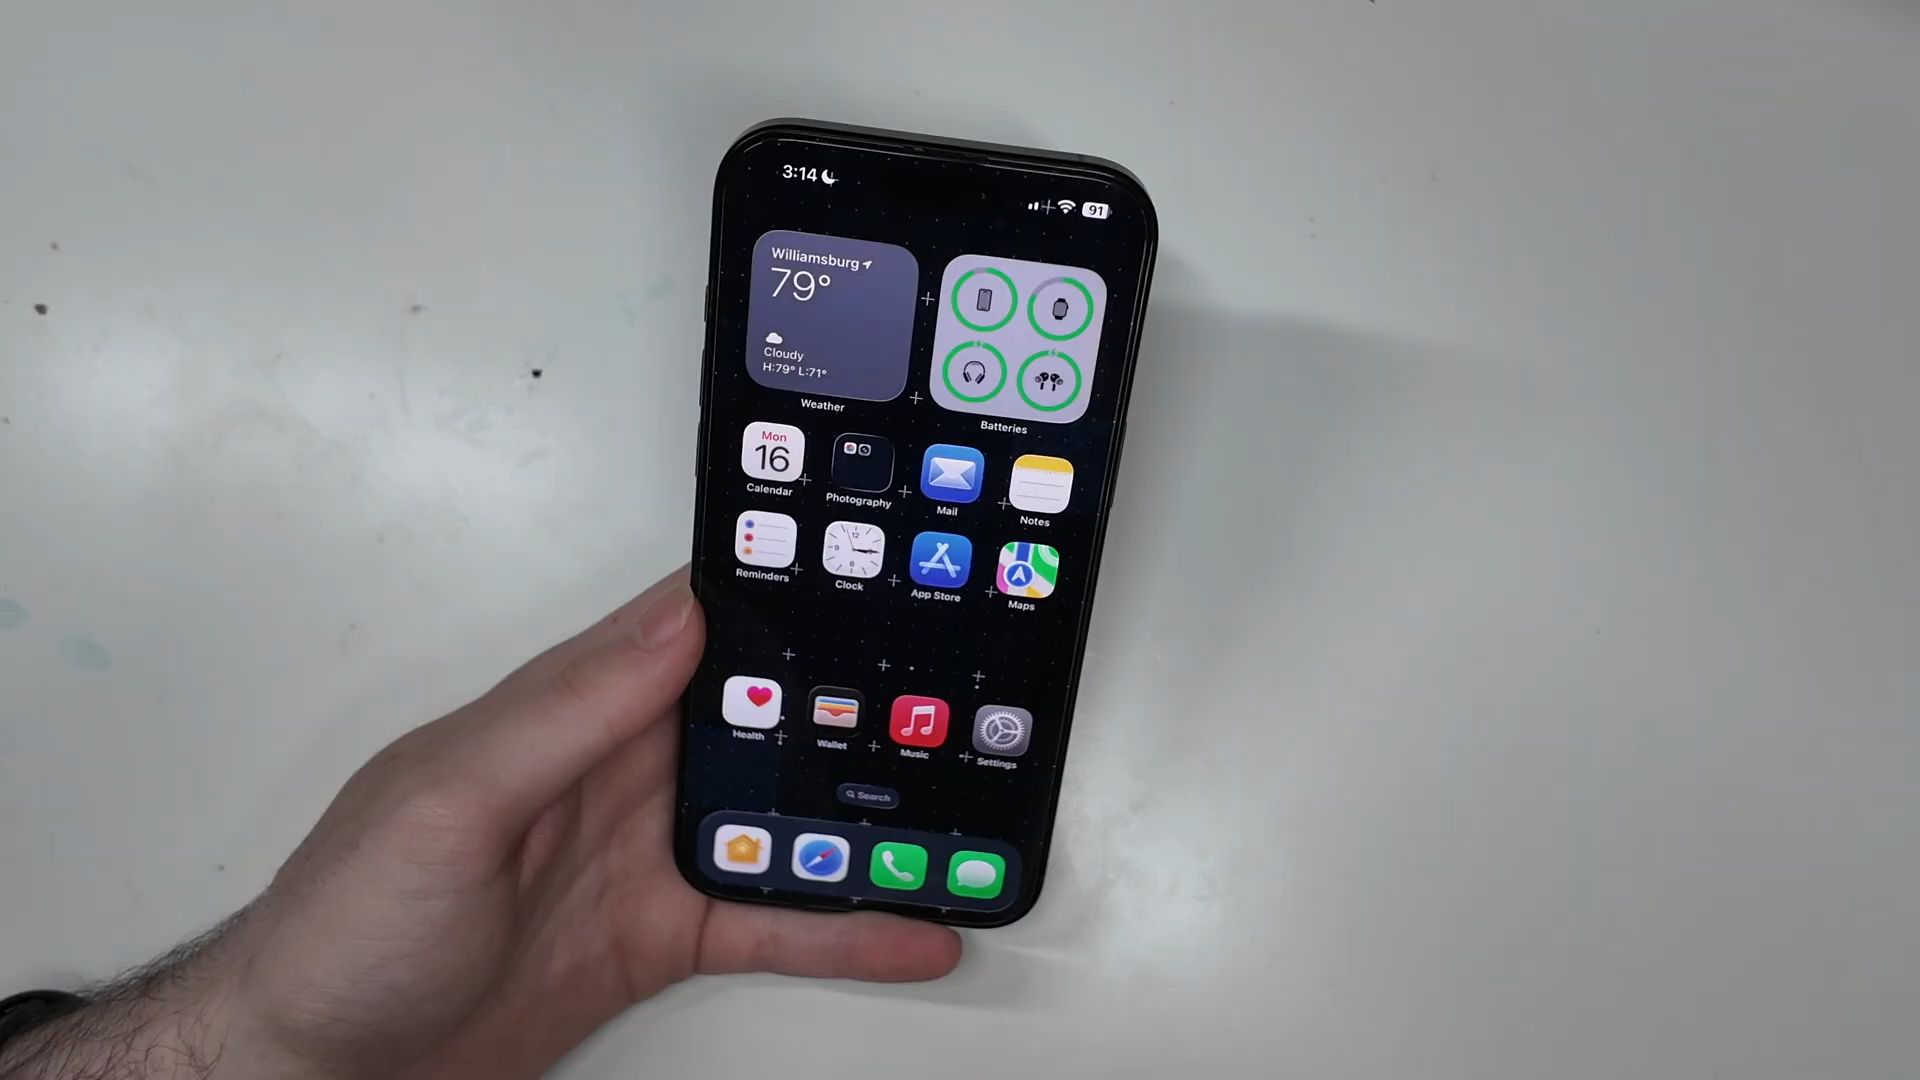 3:14
91
Williamsburg
79°
Cloudy
H:79° L:71°
Weather
Batteries
Mon
16
Calendar
Photography
Mail
Notes
Reminders
Clock
App Store
Maps
Health
Wallet
Music
Settings
Search